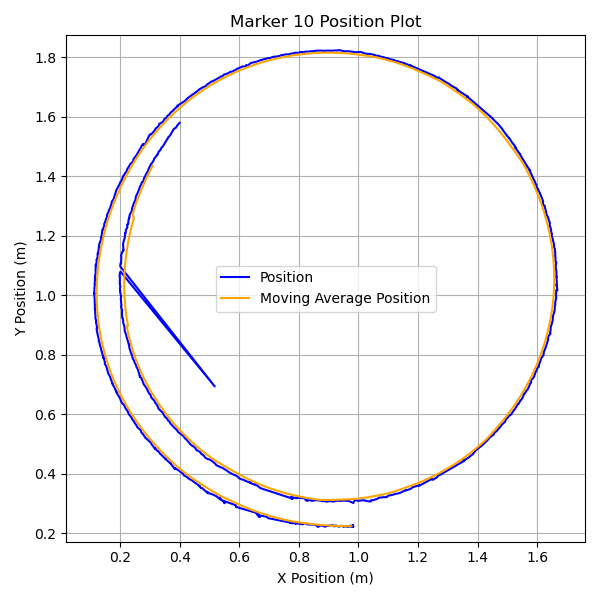 Marker 10 Position Plot
1.8
1.6
1.4
1.2
1.0
0.8
0.6
0.4
0.2
Y Position (m)
Position
Moving Average Position
0.2 0.4 0.6 0.8 1.0 1.2 1.4 1.6
X Position (m)